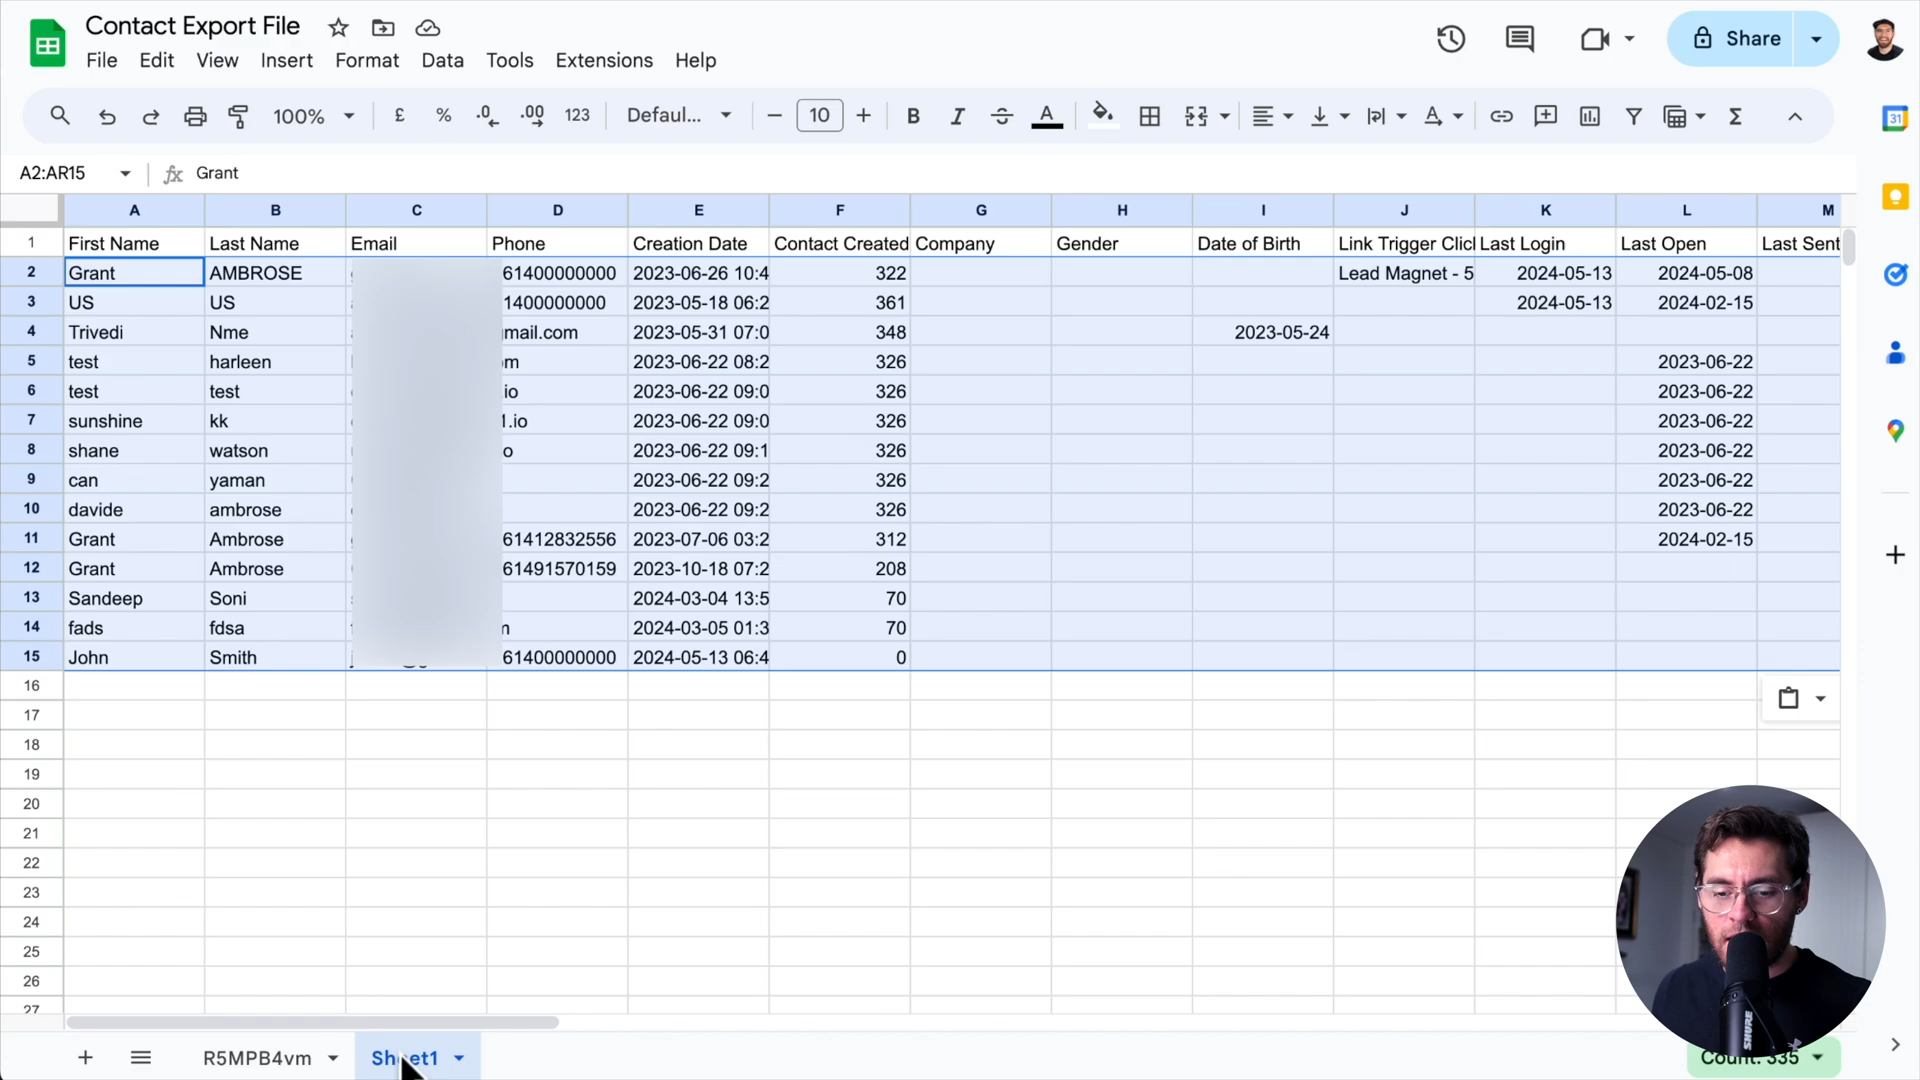 Contact Export File
File Edit View Insert Format Data Tools Extensions Help
Share
100% £ % .0 .00 123 Defaul... 10
A2:AR15 Grant
A B C D E F G H I J K L M
1 First Name Last Name Email Phone Creation Date Contact Created Company Gender Date of Birth Link Trigger Clic Last Login Last Open Last Sent
2 Grant AMBROSE 61400000000 2023-06-26 10:4 322 Lead Magnet - 5 2024-05-13 2024-05-08
3 US US 1400000000 2023-05-18 06:2 361 2024-05-13 2024-02-15
4 Trivedi Nme mail.com 2023-05-31 07:0 348 2023-05-24
5 test harleen m 2023-06-22 08:2 326 2023-06-22
6 test test .io 2023-06-22 09:0 326 2023-06-22
7 sunshine kk 1.io 2023-06-22 09:0 326 2023-06-22
8 shane watson o 2023-06-22 09:1 326 2023-06-22
9 can yaman 2023-06-22 09:2 326 2023-06-22
10 davide ambrose 2023-06-22 09:2 326 2023-06-22
11 Grant Ambrose 61412832556 2023-07-06 03:2 312 2024-02-15
12 Grant Ambrose 61491570159 2023-10-18 07:2 208
13 Sandeep Soni 2024-03-04 13:5 70
14 fads fdsa 2024-03-05 01:3 70
15 John Smith 61400000000 2024-05-13 06:4 0
16
17
18
19
20
21
22
23
24
25
26
27
R5MPB4vm Sheet1 Count: 335
31
SHURE